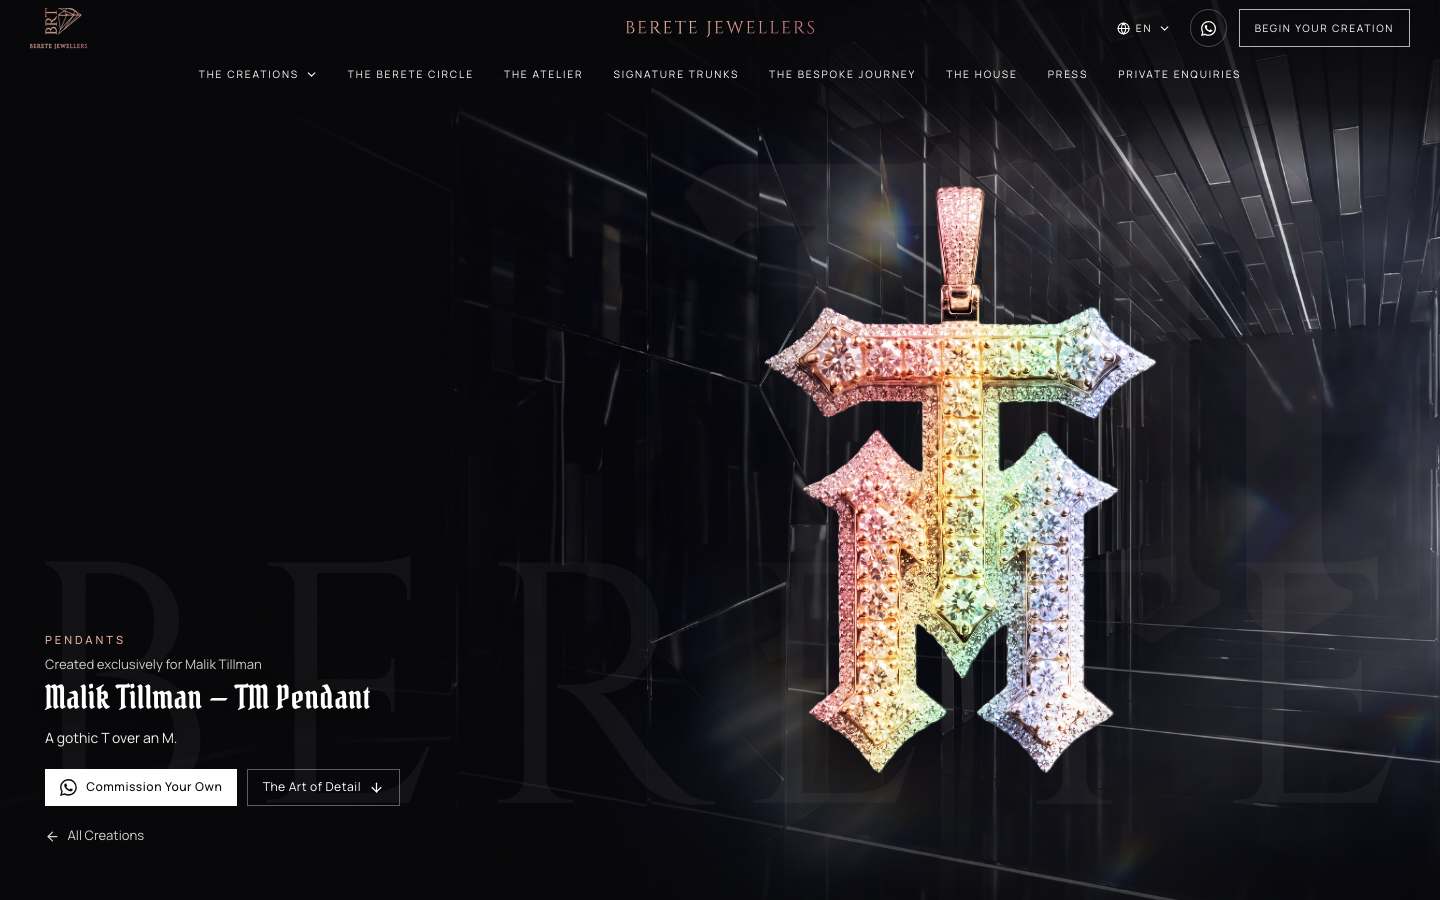 BRT
BERETE JEWELLERS
BERETE JEWELLERS
EN
BEGIN YOUR CREATION
THE CREATIONS
THE BERETE CIRCLE
THE ATELIER
SIGNATURE TRUNKS
THE BESPOKE JOURNEY
THE HOUSE
PRESS
PRIVATE ENQUIRIES
TM
BERETE
PENDANTS
Created exclusively for Malik Tillman
Malik Tillman – TM Pendant
A gothic T over an M.
Commission Your Own
The Art of Detail
All Creations